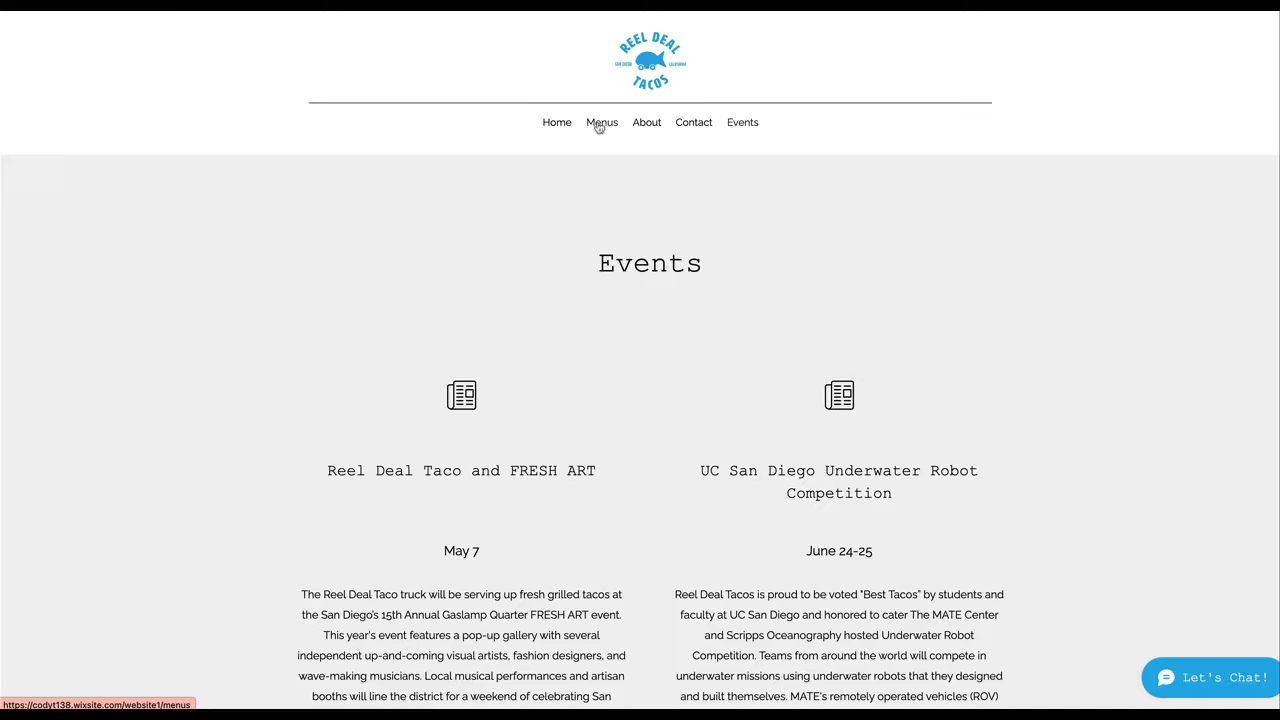 REEL DEAL
SAN DIEGO CALIFORNIA
TACOS
Home Menus About Contact Events
Events
Reel Deal Taco and FRESH ART
May 7
The Reel Deal Taco truck will be serving up fresh grilled tacos at
the San Diego's 15th Annual Gaslamp Quarter FRESH ART event.
This year's event features a pop-up gallery with several
independent up-and-coming visual artists, fashion designers, and
wave-making musicians. Local musical performances and artisan
booths will line the district for a weekend of celebrating San
UC San Diego Underwater Robot
Competition
June 24-25
Reel Deal Tacos is proud to be voted "Best Tacos" by students and
faculty at UC San Diego and honored to cater The MATE Center
and Scripps Oceanography hosted Underwater Robot
Competition. Teams from around the world will compete in
underwater missions using underwater robots that they designed
and built themselves. MATE's remotely operated vehicles (ROV)
Let's Chat!
https://codyt138.wixsite.com/website1/menus